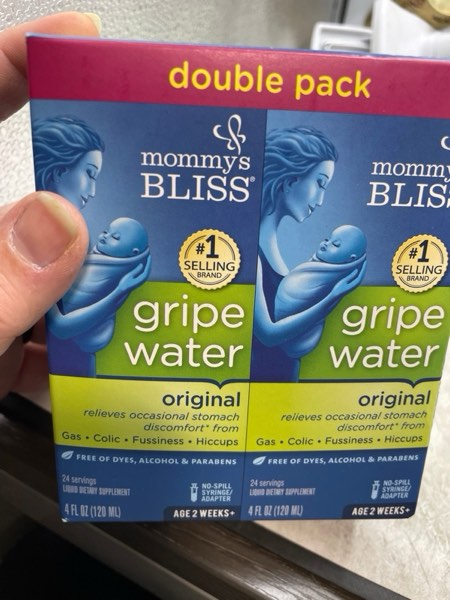 double pack
mommy's
BLISS®
#1
SELLING
BRAND
gripe
water
original
relieves occasional stomach
discomfort* from
Gas • Colic • Fussiness • Hiccups
FREE OF DYES, ALCOHOL & PARABENS
24 servings
LIQUID DIETARY SUPPLEMENT
4 FL OZ (120 ML)
NO-SPILL
SYRINGE/
ADAPTER
AGE 2 WEEKS+
mommy
BLISS
#1
SELLING
BRAND
gripe
water
original
relieves occasional stomach
discomfort* from
Gas • Colic • Fussiness • Hiccups
FREE OF DYES, ALCOHOL & PARABENS
24 servings
LIQUID DIETARY SUPPLEMENT
4 FL OZ (120 ML)
NO-SPILL
SYRINGE/
ADAPTER
AGE 2 WEEKS+